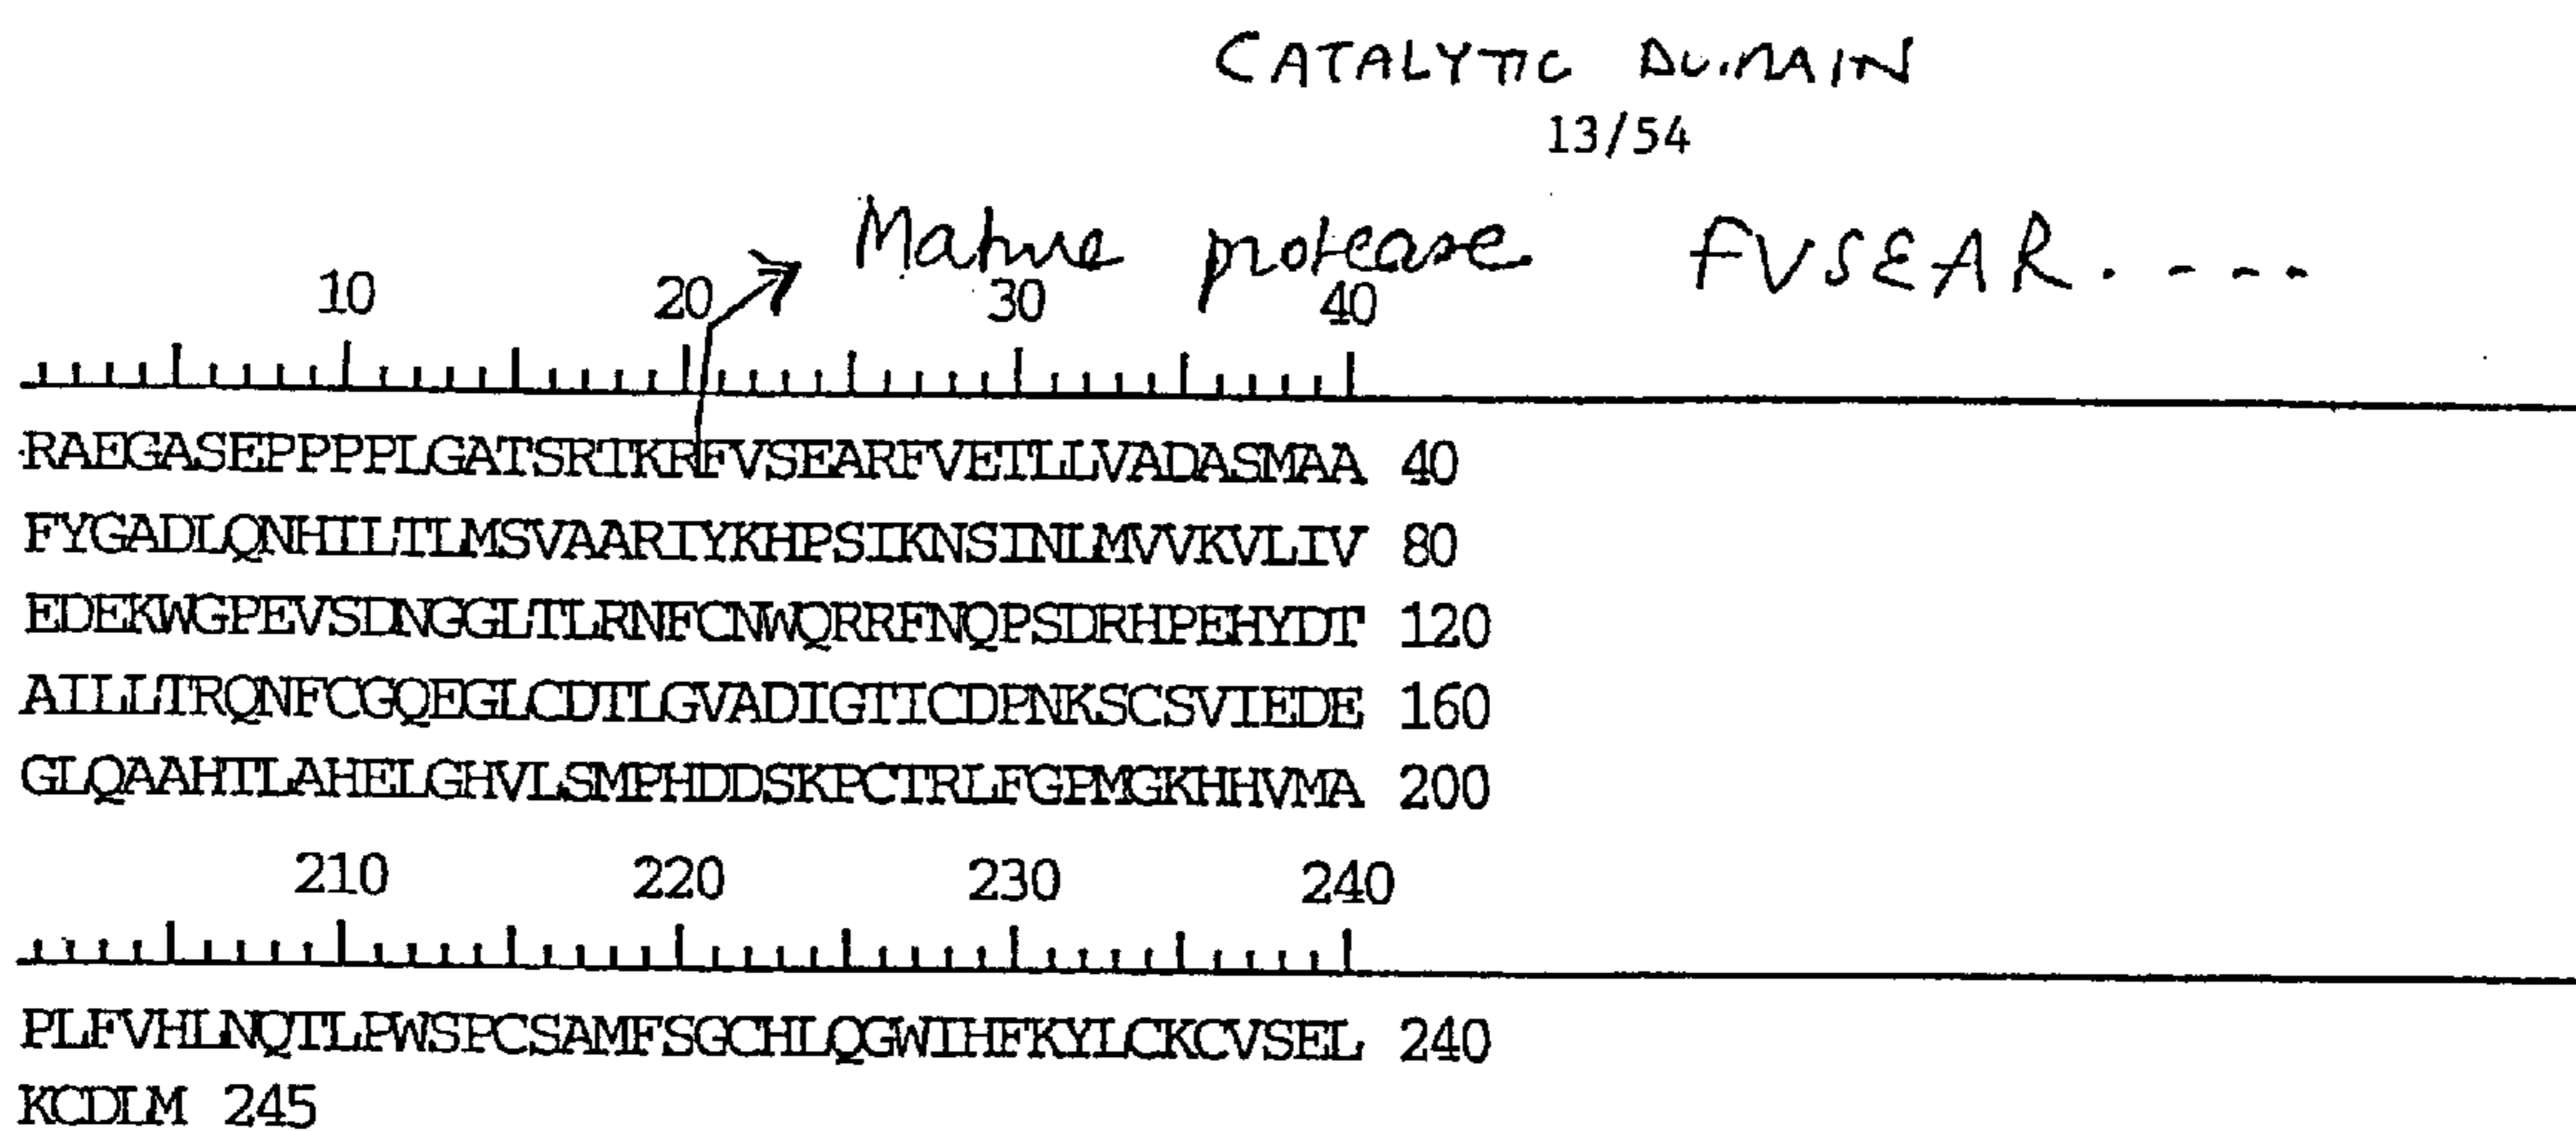 CATALYTIC DOMAIN
13/54
Mature protease FVSEAR. - - -
10 20 30 40
RAEGASEPPPPLGATSRTKRFVSEARFVETLLVADASMAA 40
FYGADLQNHILTLMSVAARIYKHPSIKNSINLMVVKVLIV 80
EDEKWGPEVSDNGGLTLRNFCNWQRRFNQPSDRHPEHYDT 120
AILLTRQNFCGQEGLCDTLGVADIGTICDPNKSCSVIEDE 160
GLQAAHTLAHELGHVLSMPHDDSKPCTRLFGPMGKHHVMA 200
210 220 230 240
PLFVHLNQTLPWSPCSAMFSGCHLQGWIHFKYLCKCVSEL 240
KCDLM 245